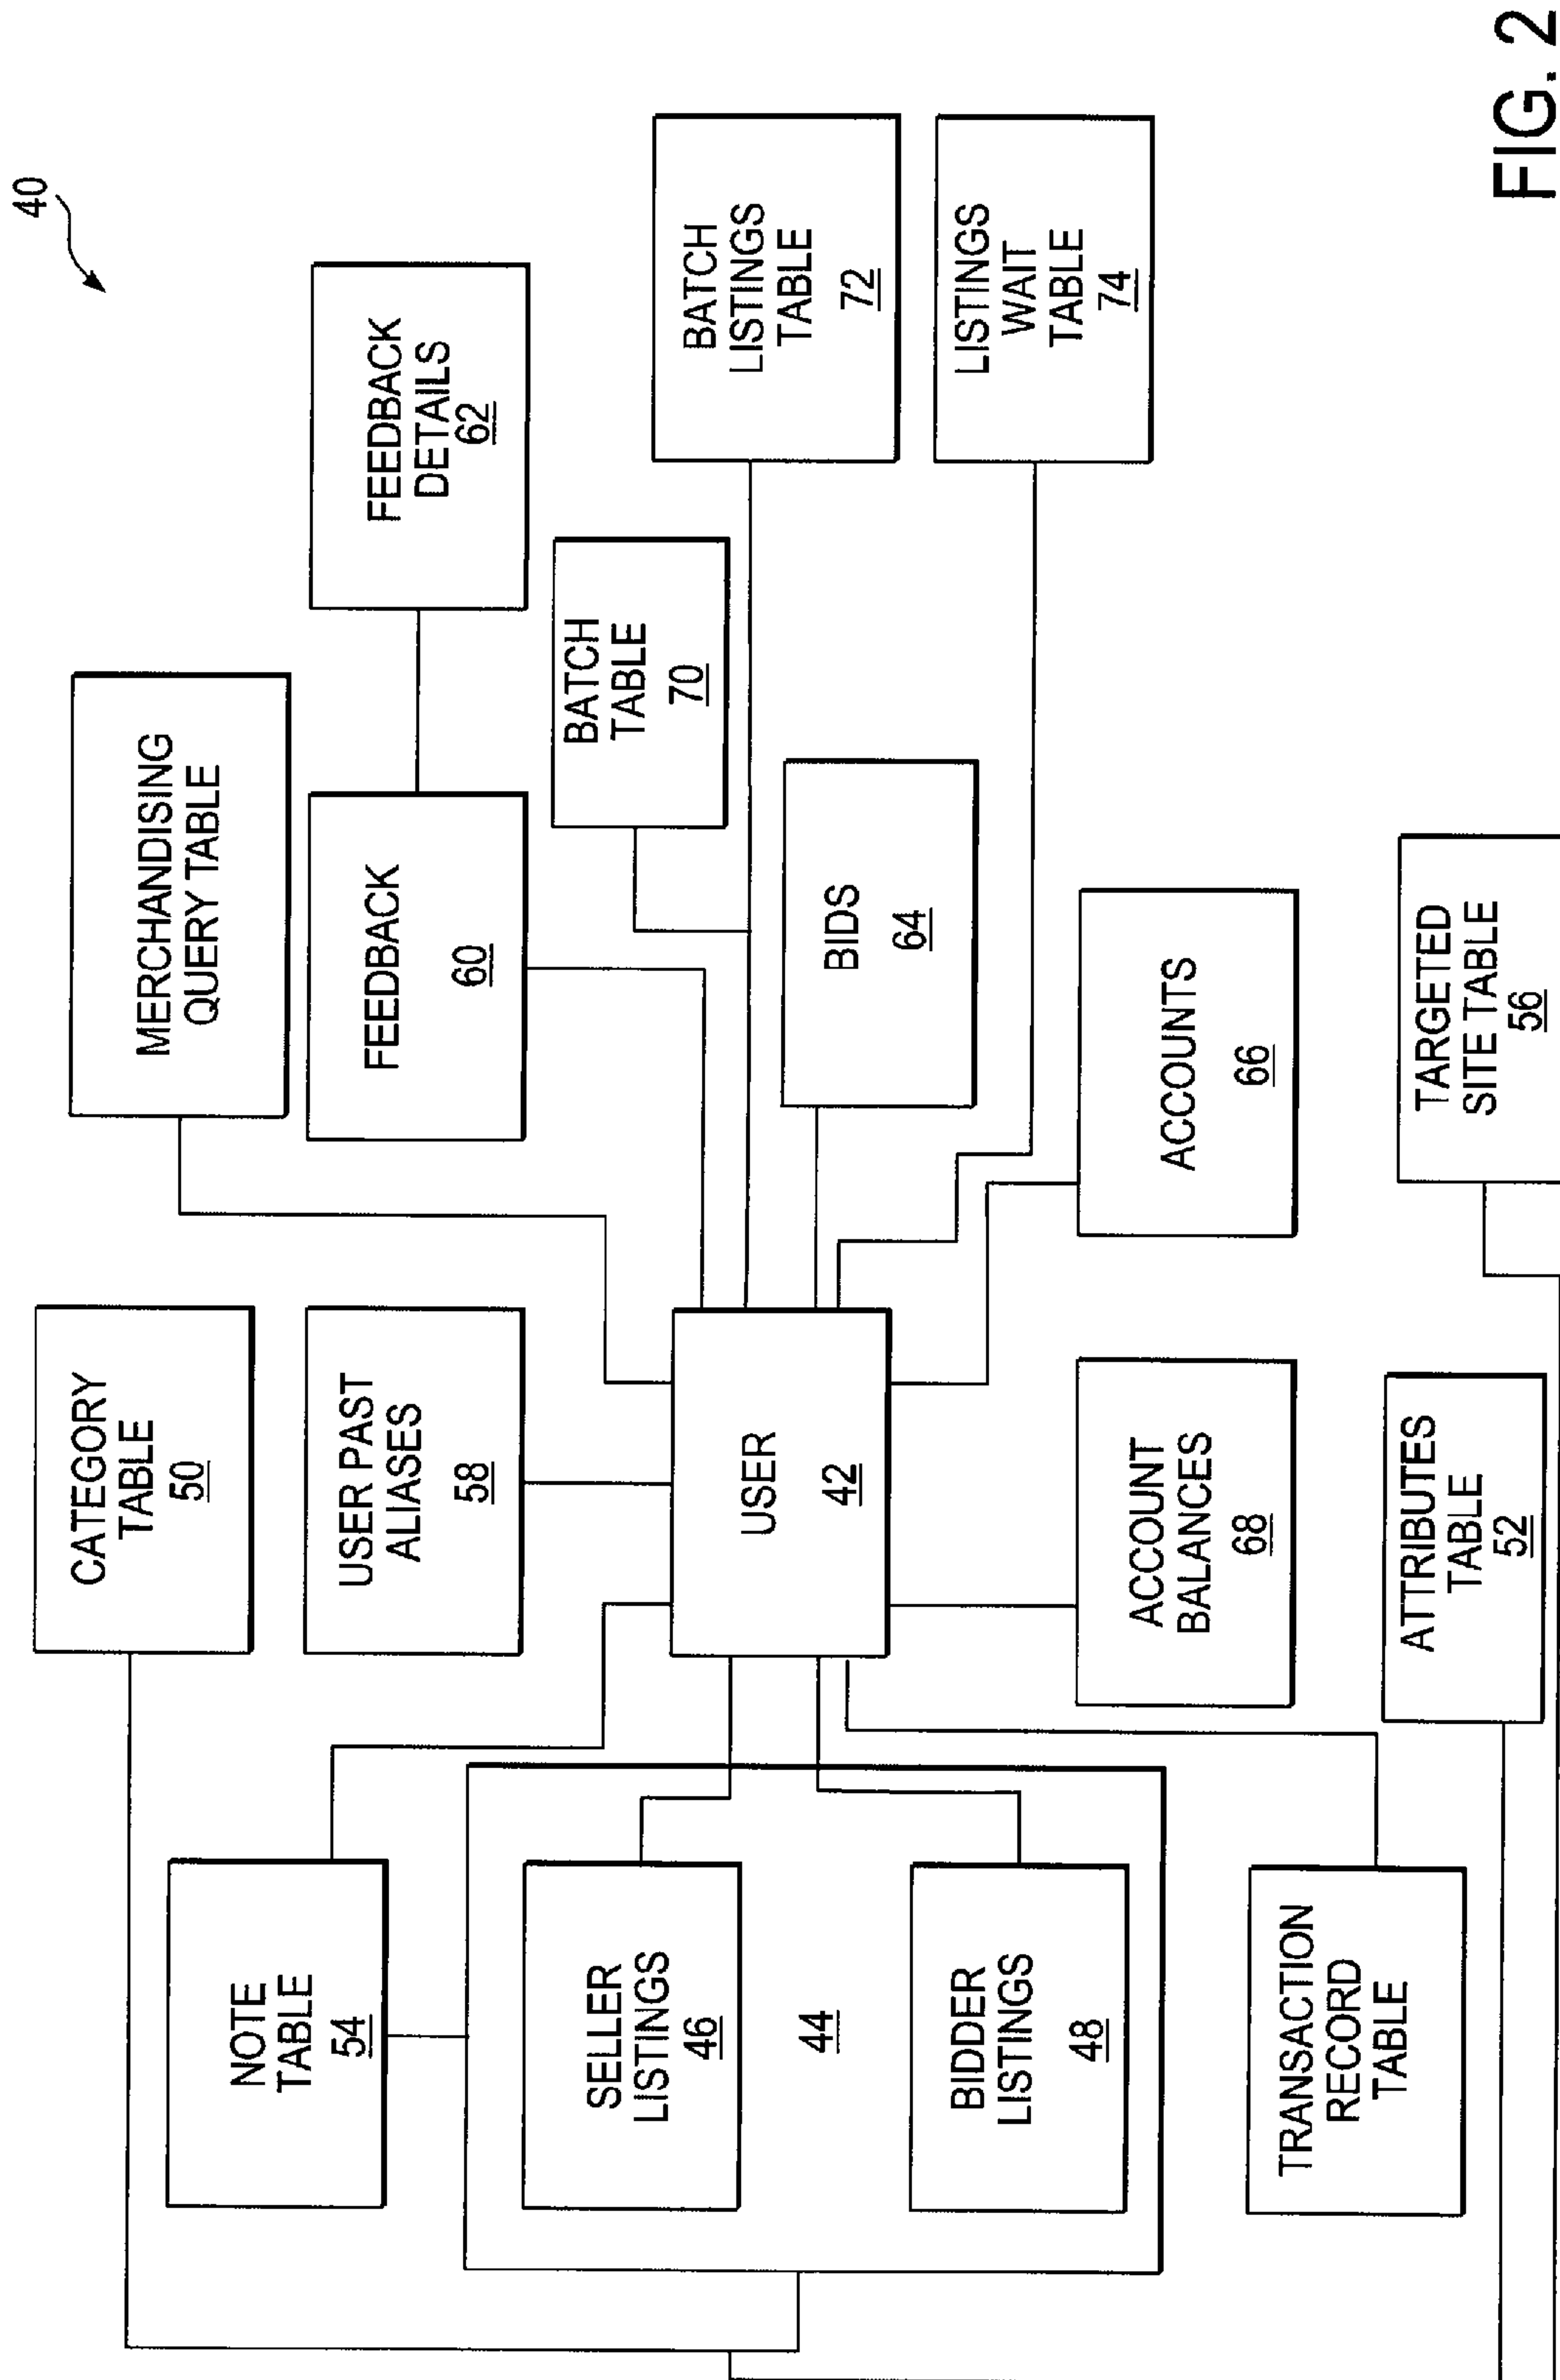 40
CATEGORY
TABLE
50
MERCHANDISING
QUERY TABLE
NOTE
TABLE
54
USER PAST
ALIASES
58
FEEDBACK
60
FEEDBACK
DETAILS
62
BATCH
TABLE
70
SELLER
LISTINGS
46
44
BIDDER
LISTINGS
48
USER
42
BIDS
64
BATCH
LISTINGS
TABLE
72
LISTINGS
WAIT
TABLE
74
ACCOUNT
BALANCES
68
ACCOUNTS
66
TRANSACTION
RECORD
TABLE
ATTRIBUTES
TABLE
52
TARGETED
SITE TABLE
56
FIG. 2